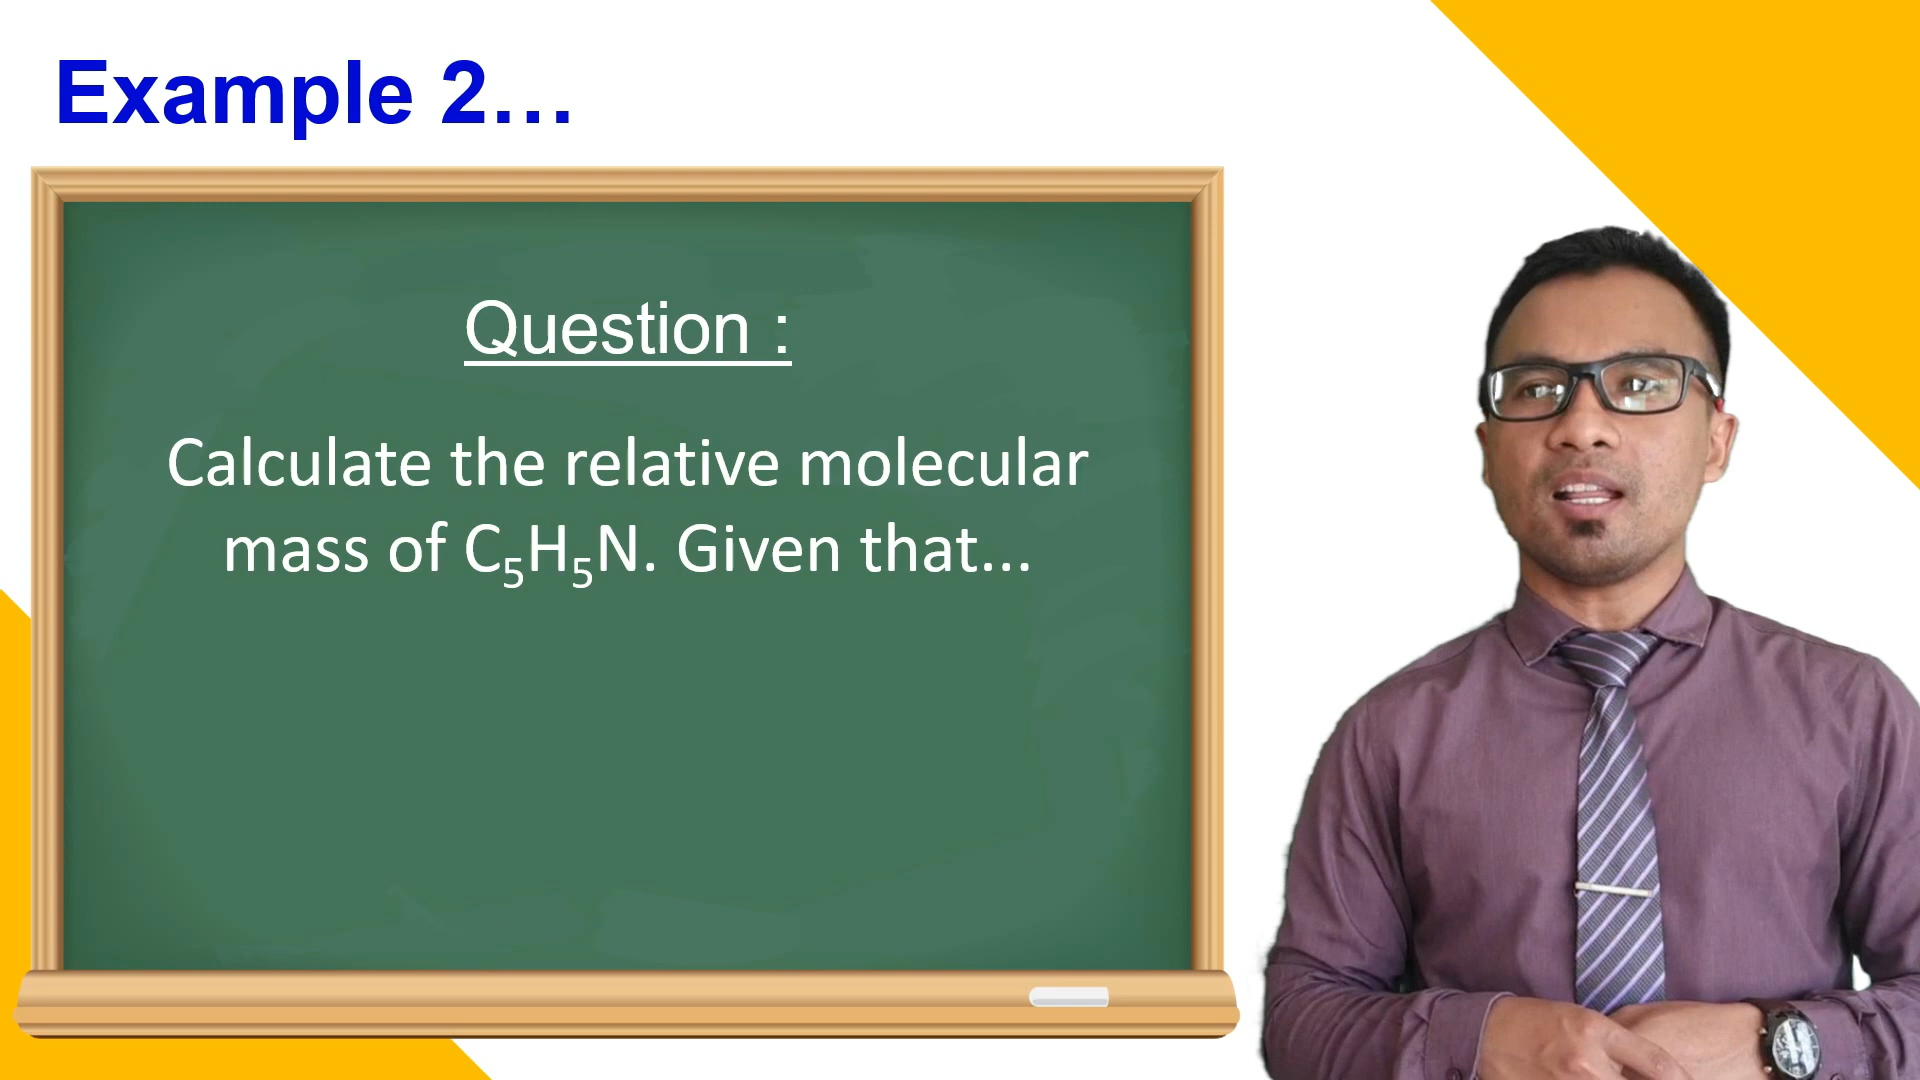 Example 2...
Question :
Calculate the relative molecular
mass of C₅H₅N. Given that...